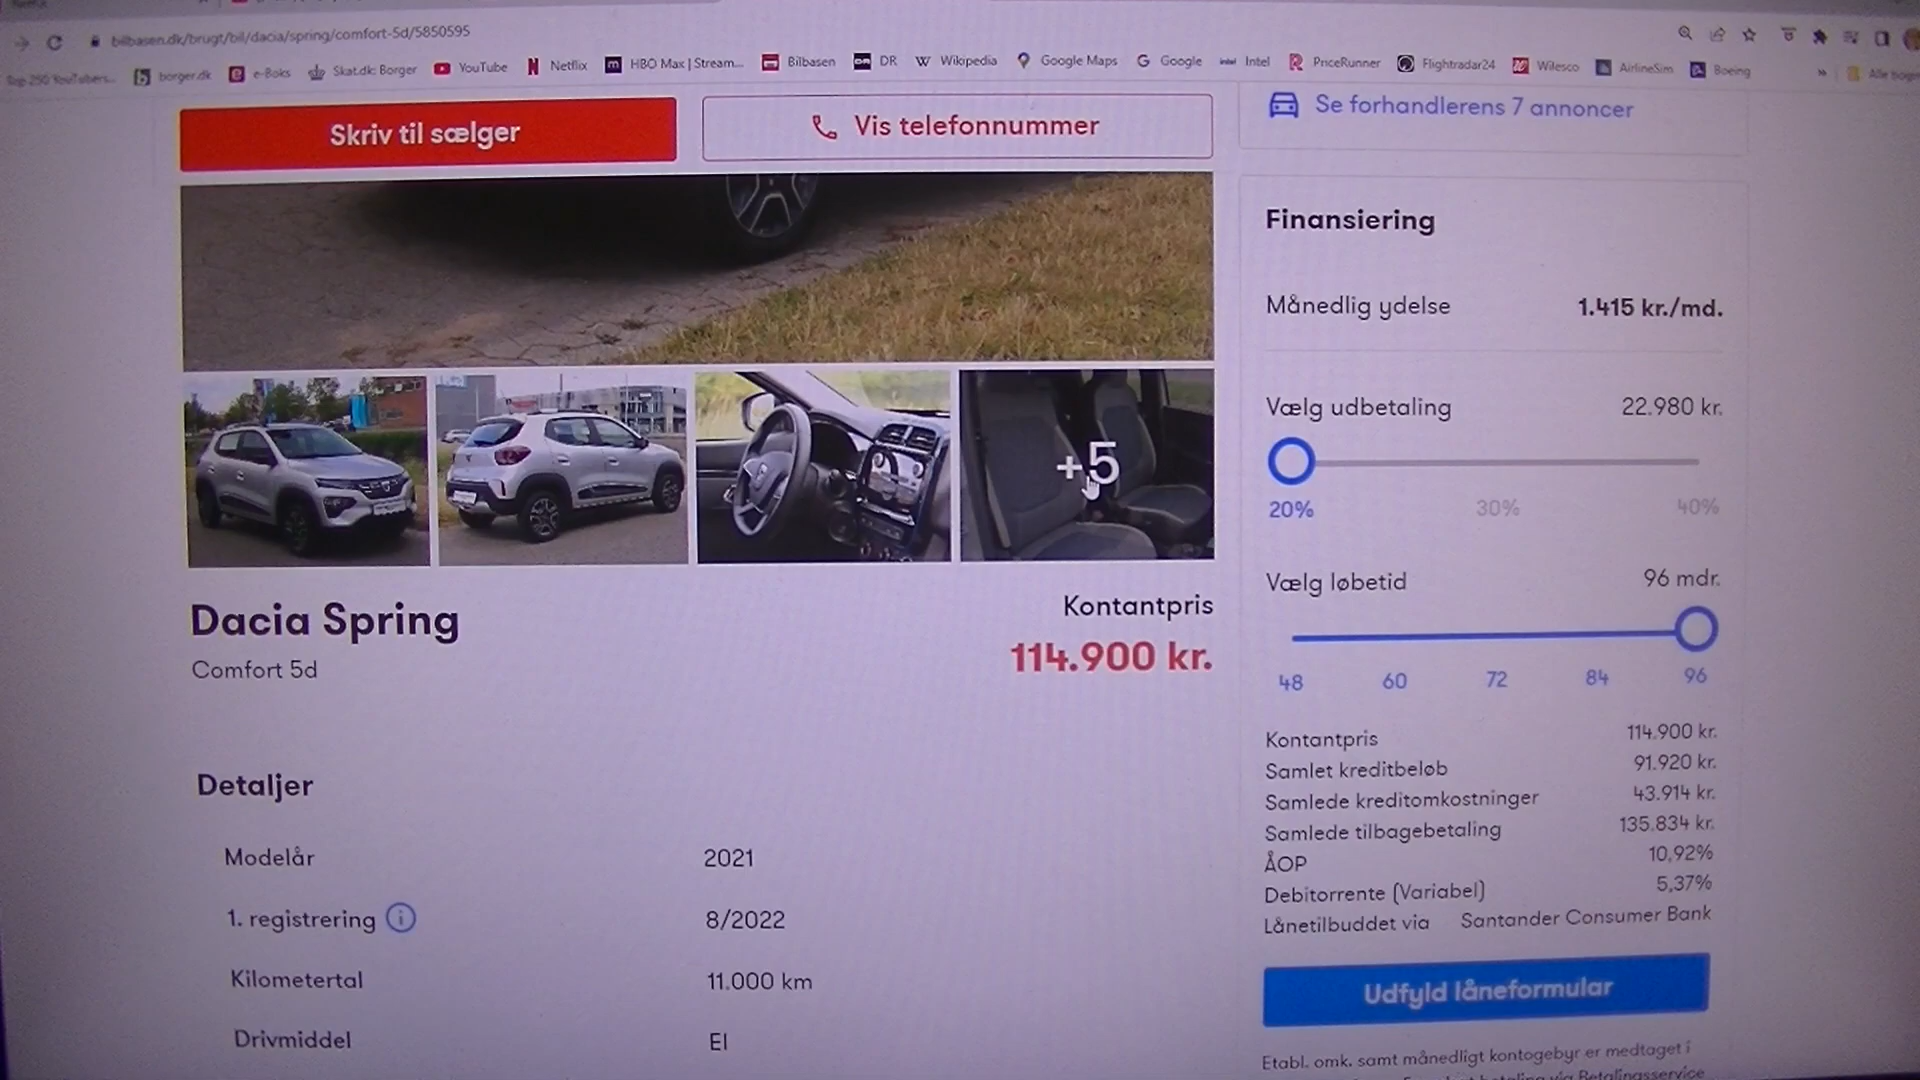 bilbasen.dk/brugt/bil/dacia/spring/comfort-5d/5850595
Top 250 YouTubers... borger.dk e-Boks Skat.dk: Borger YouTube Netflix HBO Max | Stream... Bilbasen DR Wikipedia Google Maps Google Intel PriceRunner Flightradar24 Wilesco AirlineSim Boeing »
Skriv til sælger
Vis telefonnummer
+5
Dacia Spring
Comfort 5d
Kontantpris
114.900 kr.
Detaljer
Modelår 2021
1. registrering 8/2022
Kilometertal 11.000 km
Drivmiddel El
Se forhandlerens 7 annoncer
Finansiering
Månedlig ydelse 1.415 kr./md.
Vælg udbetaling 22.980 kr.
20% 30% 40%
Vælg løbetid 96 mdr.
48 60 72 84 96
Kontantpris 114.900 kr.
Samlet kreditbeløb 91.920 kr.
Samlede kreditomkostninger 43.914 kr.
Samlede tilbagebetaling 135.834 kr.
ÅOP 10,92%
Debitorrente (Variabel) 5,37%
Lånetilbuddet via Santander Consumer Bank
Udfyld låneformular
Etabl. omk. samt månedligt kontogebyr er medtaget i
betaling via Betalingsservice